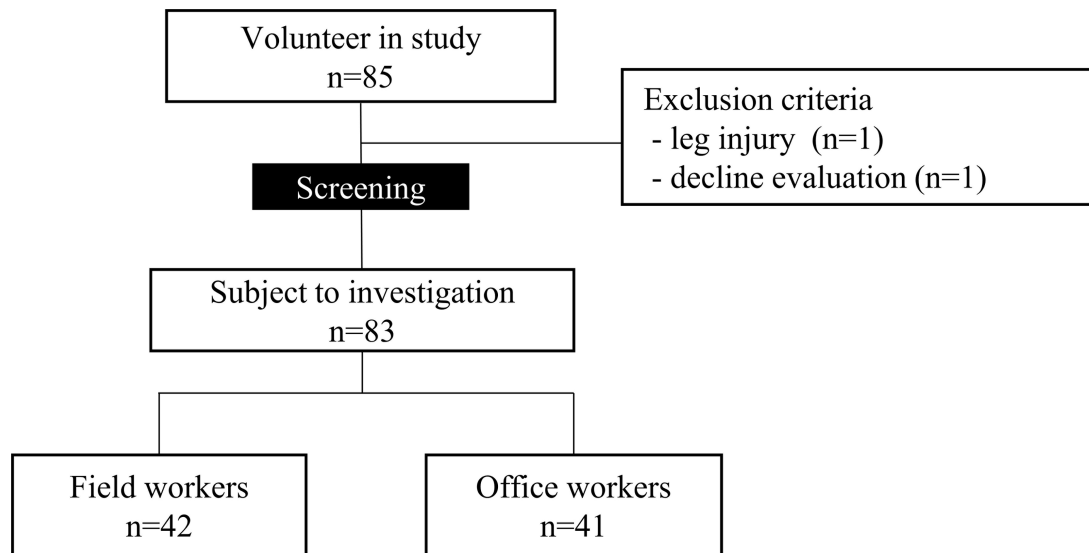 Volunteer in study
n=85
Exclusion criteria
- leg injury  (n=1)
- decline evaluation (n=1)
Screening
Subject to investigation
n=83
Field workers
n=42
Office workers
n=41